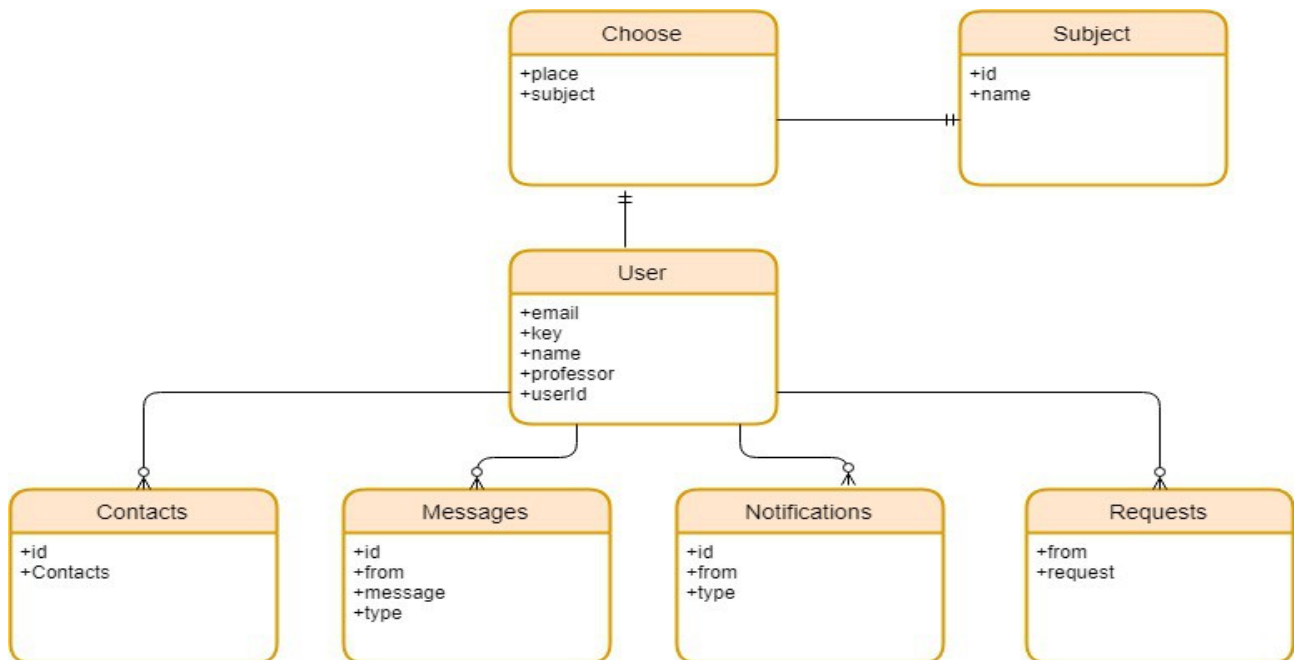 Choose
+place
+subject
Subject
+id
+name
User
+email
+key
+name
+professor
+userId
Contacts
+id
+Contacts
Messages
+id
+from
+message
+type
Notifications
+id
+from
+type
Requests
+from
+request